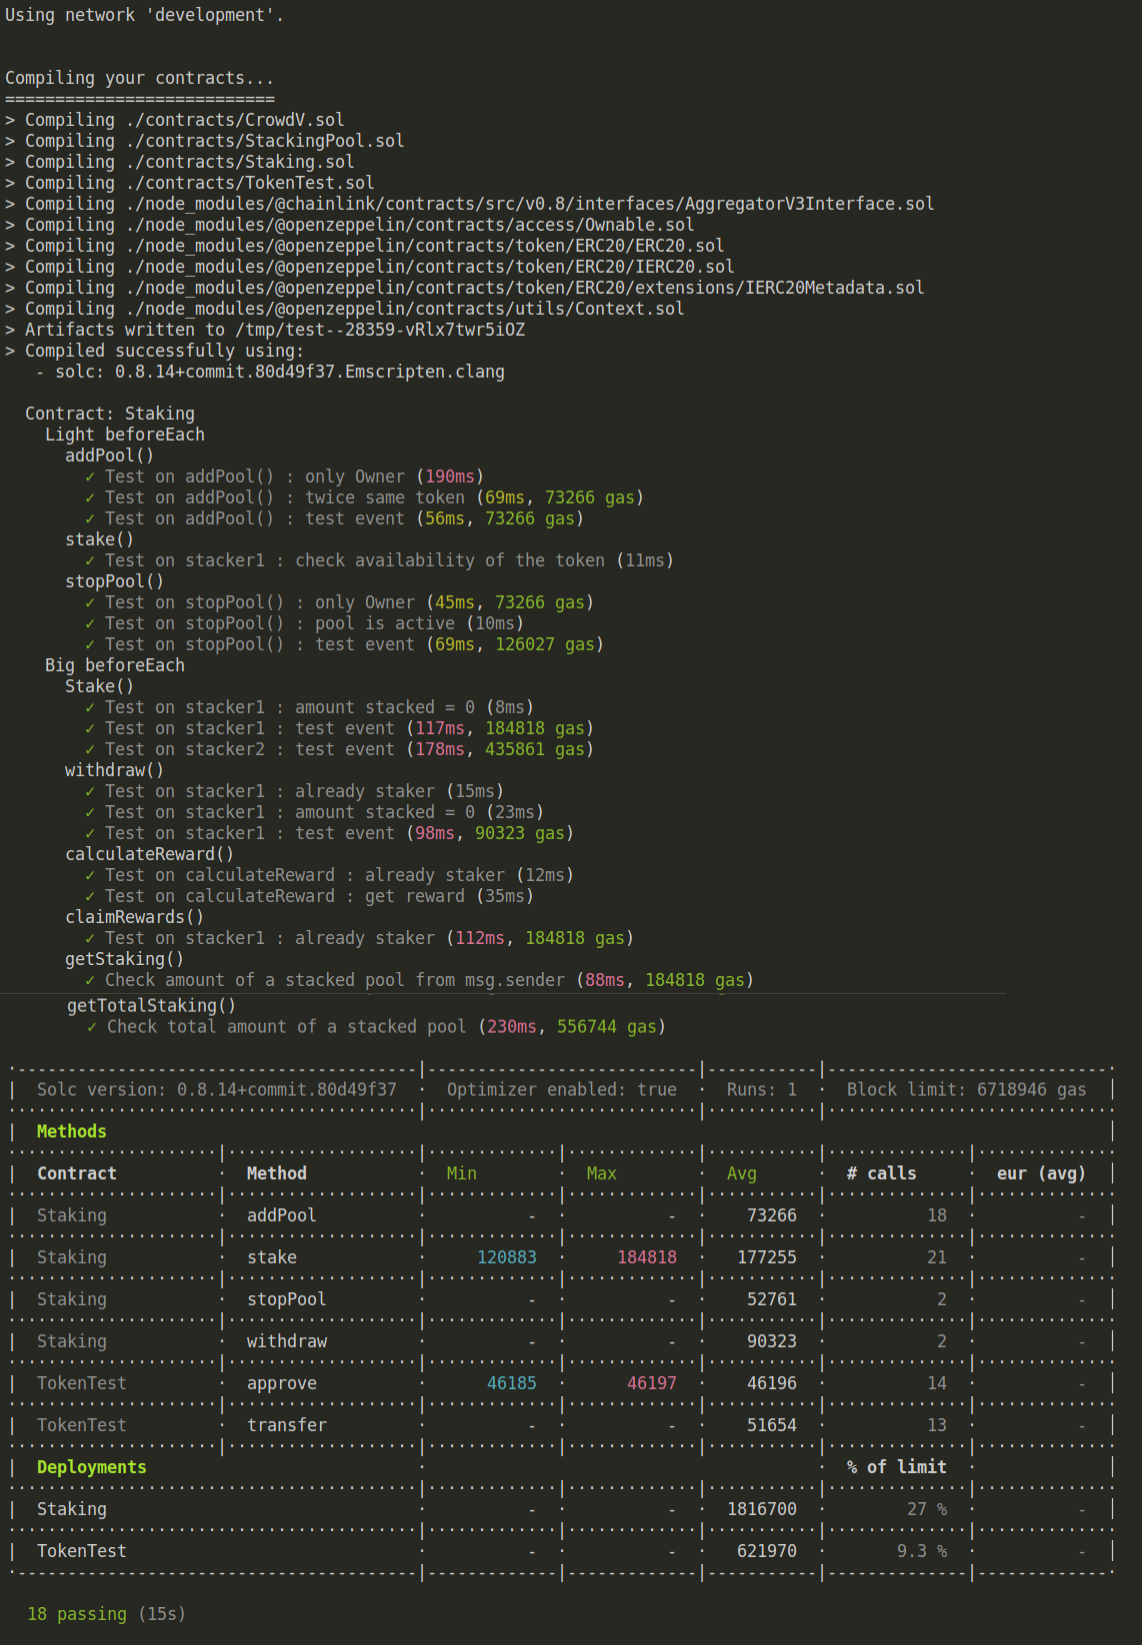 Using network 'development'.
Compiling your contracts...
===========================
> Compiling ./contracts/CrowdV.sol
> Compiling ./contracts/StackingPool.sol
> Compiling ./contracts/Staking.sol
> Compiling ./contracts/TokenTest.sol
> Compiling ./node_modules/@chainlink/contracts/src/v0.8/interfaces/AggregatorV3Interface.sol
> Compiling ./node_modules/@openzeppelin/contracts/access/Ownable.sol
> Compiling ./node_modules/@openzeppelin/contracts/token/ERC20/ERC20.sol
> Compiling ./node_modules/@openzeppelin/contracts/token/ERC20/IERC20.sol
> Compiling ./node_modules/@openzeppelin/contracts/token/ERC20/extensions/IERC20Metadata.sol
> Compiling ./node_modules/@openzeppelin/contracts/utils/Context.sol
> Artifacts written to /tmp/test--28359-vRlx7twr5iOZ
> Compiled successfully using:
- solc: 0.8.14+commit.80d49f37.Emscripten.clang
Contract: Staking
Light beforeEach
addPool()
✓ Test on addPool() : only Owner (190ms)
✓ Test on addPool() : twice same token (69ms, 73266 gas)
✓ Test on addPool() : test event (56ms, 73266 gas)
stake()
✓ Test on stacker1 : check availability of the token (11ms)
stopPool()
✓ Test on stopPool() : only Owner (45ms, 73266 gas)
✓ Test on stopPool() : pool is active (10ms)
✓ Test on stopPool() : test event (69ms, 126027 gas)
Big beforeEach
Stake()
✓ Test on stacker1 : amount stacked = 0 (8ms)
✓ Test on stacker1 : test event (117ms, 184818 gas)
✓ Test on stacker2 : test event (178ms, 435861 gas)
withdraw()
✓ Test on stacker1 : already staker (15ms)
✓ Test on stacker1 : amount stacked = 0 (23ms)
✓ Test on stacker1 : test event (98ms, 90323 gas)
calculateReward()
✓ Test on calculateReward : already staker (12ms)
✓ Test on calculateReward : get reward (35ms)
claimRewards()
✓ Test on stacker1 : already staker (112ms, 184818 gas)
getStaking()
✓ Check amount of a stacked pool from msg.sender (88ms, 184818 gas)
getTotalStaking()
✓ Check total amount of a stacked pool (230ms, 556744 gas)
| Solc version: 0.8.14+commit.80d49f37 · Optimizer enabled: true · Runs: 1 · Block limit: 6718946 gas |
| Methods |
| Contract · Method · Min · Max · Avg · # calls · eur (avg) |
| Staking · addPool · - · - · 73266 · 18 · - |
| Staking · stake · 120883 · 184818 · 177255 · 21 · - |
| Staking · stopPool · - · - · 52761 · 2 · - |
| Staking · withdraw · - · - · 90323 · 2 · - |
| TokenTest · approve · 46185 · 46197 · 46196 · 14 · - |
| TokenTest · transfer · - · - · 51654 · 13 · - |
| Deployments · · % of limit · |
| Staking · - · - · 1816700 · 27 % · - |
| TokenTest · - · - · 621970 · 9.3 % · - |
18 passing (15s)